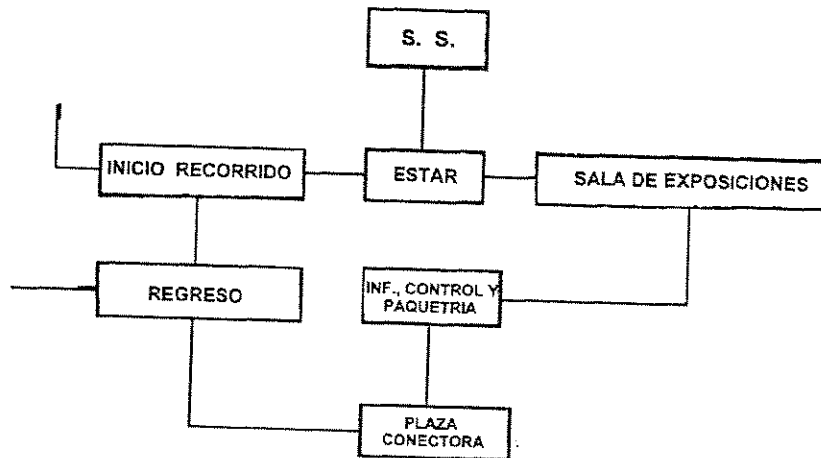 S. S.
INICIO RECORRIDO
ESTAR
SALA DE EXPOSICIONES
REGRESO
INF., CONTROL Y
PAQUETRIA
PLAZA
CONECTORA